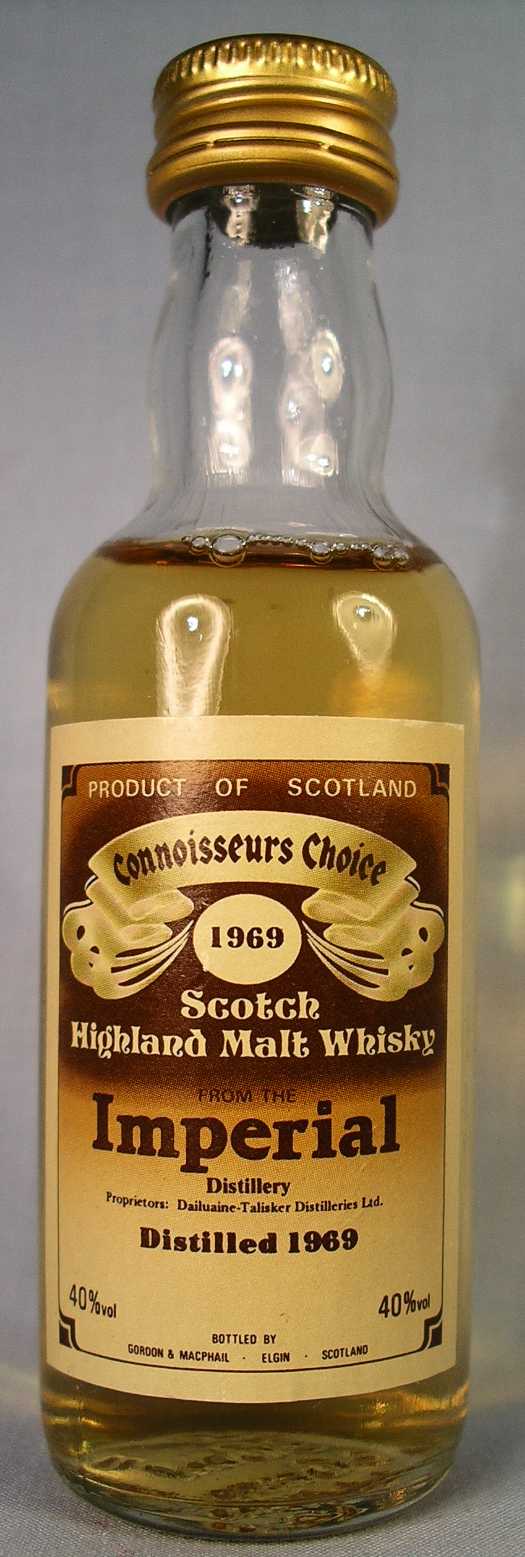 PRODUCT OF SCOTLAND
Connoisseurs Choice
1969
Scotch
Highland Malt Whisky
FROM THE
Imperial
Distillery
Proprietors: Dailuaine-Talisker Distilleries Ltd.
Distilled 1969
40%vol 40%vol
BOTTLED BY
GORDON & MACPHAIL · ELGIN · SCOTLAND